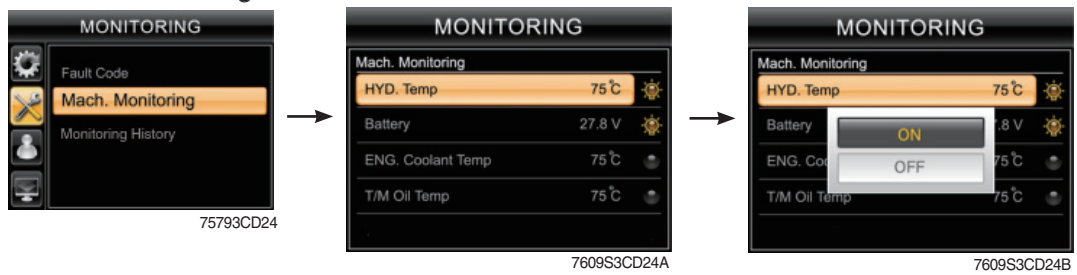 MONITORING
Fault Code
Mach. Monitoring
Monitoring History
75793CD24
MONITORING
Mach. Monitoring
HYD. Temp 75℃
Battery 27.8 V
ENG. Coolant Temp 75℃
T/M Oil Temp 75℃
7609S3CD24A
MONITORING
Mach. Monitoring
HYD. Temp 75℃
Battery .8 V
ON
ENG. Coo 75℃
OFF
T/M Oil Temp 75℃
7609S3CD24B